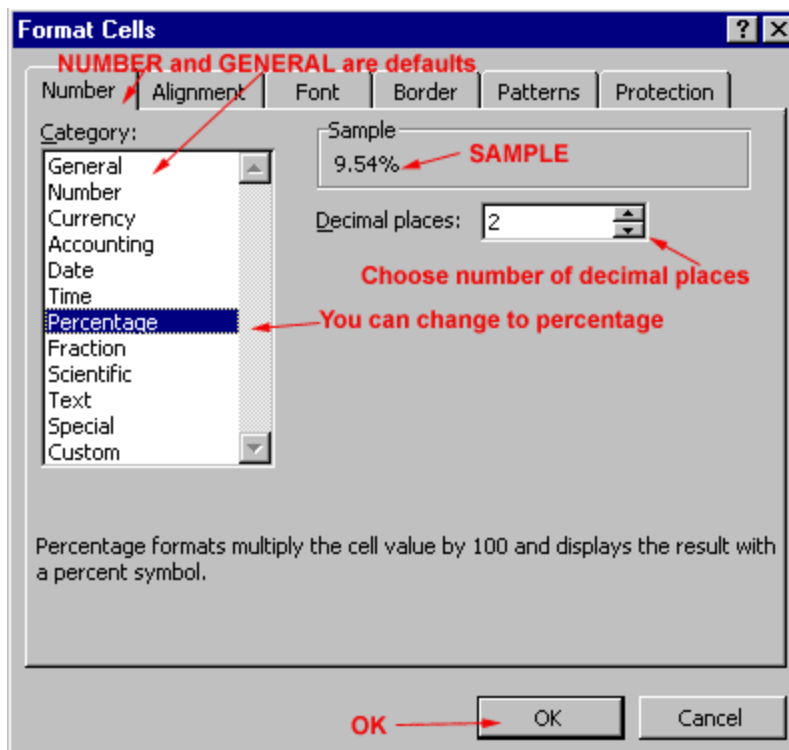 Format Cells
NUMBER and GENERAL are defaults
Number Alignment Font Border Patterns Protection
Category:
General
Number
Currency
Accounting
Date
Time
Percentage
Fraction
Scientific
Text
Special
Custom
Sample
9.54% SAMPLE
Decimal places: 2
Choose number of decimal places
You can change to percentage
Percentage formats multiply the cell value by 100 and displays the result with
a percent symbol.
OK OK Cancel